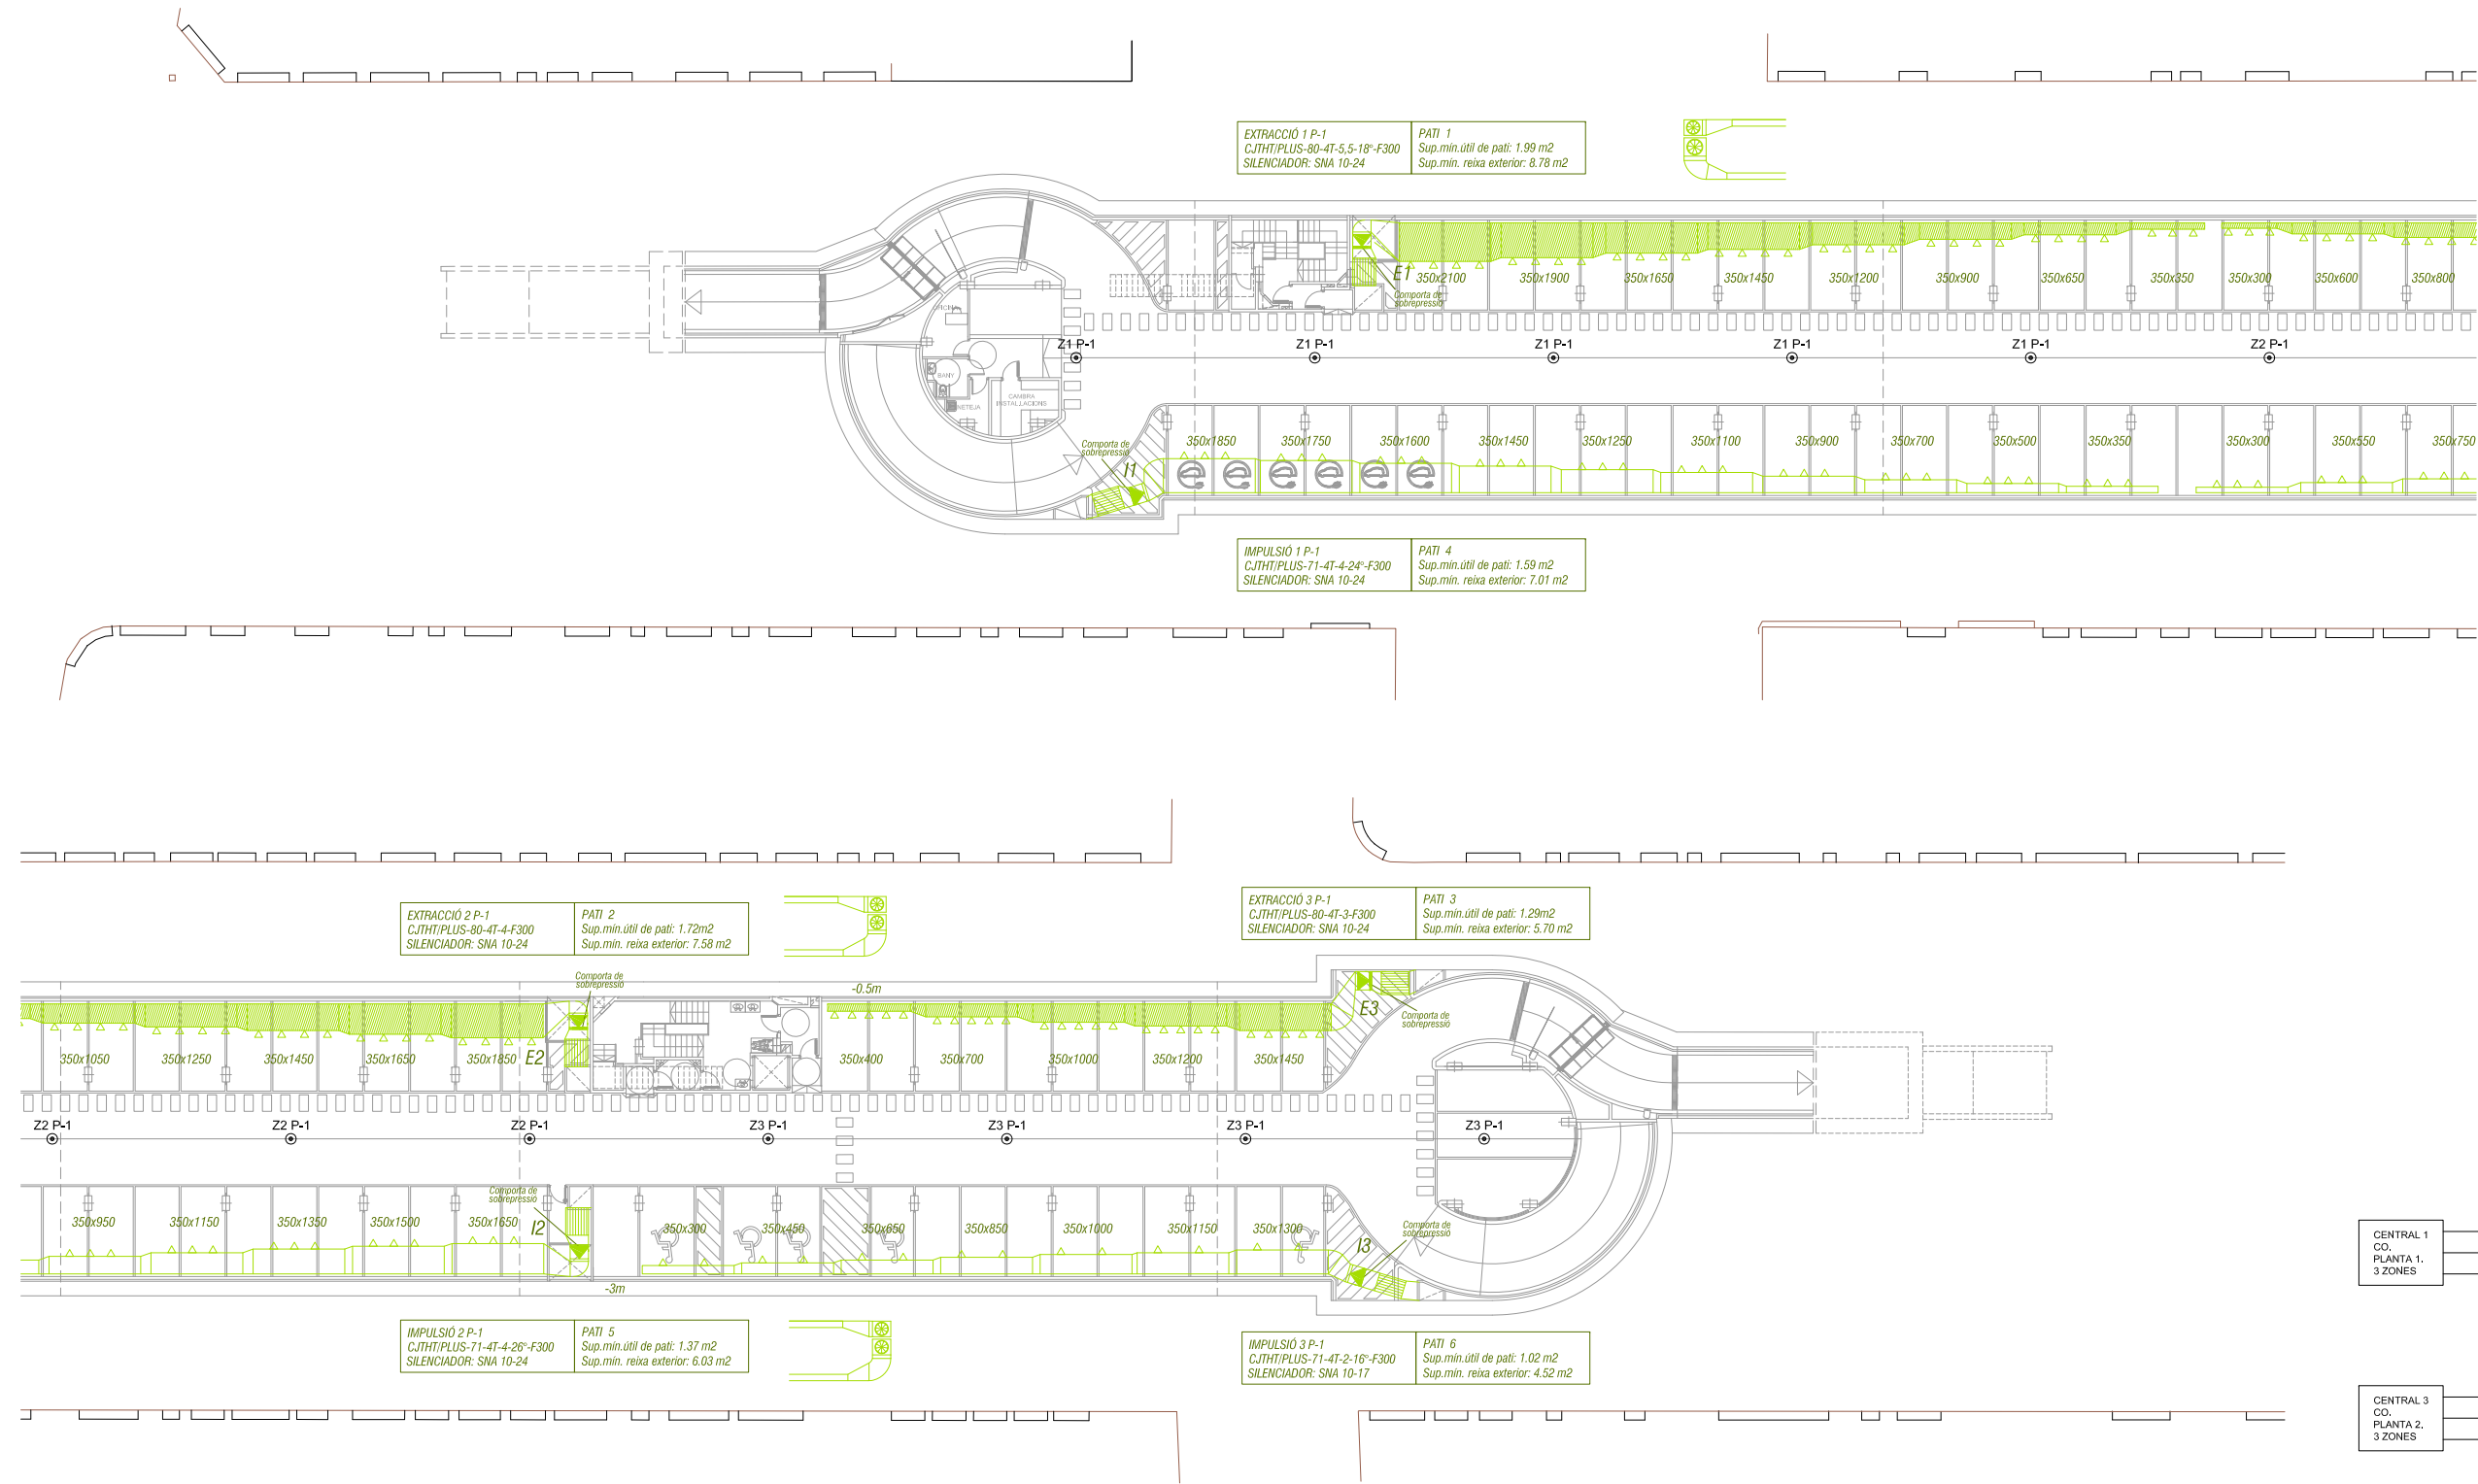 EXTRACCIÓ 1 P-1
CJTHT/PLUS-80-4T-5,5-18°-F300
SILENCIADOR: SNA 10-24
PATI 1
Sup.mín.útil de pati: 1.99 m2
Sup.mín. reixa exterior: 8.78 m2
E1
Comporta de
sobrepressió
350x2100
350x1900
350x1650
350x1450
350x1200
350x900
350x650
350x350
350x300
350x600
350x800
OFICINA
Z1 P-1
Z1 P-1
Z1 P-1
Z1 P-1
Z1 P-1
Z2 P-1
BANY
NETEJA
CAMBRA
INSTAL.LACIONS
Comporta de
sobrepressió
I1
350x1850
350x1750
350x1600
350x1450
350x1250
350x1100
350x900
350x700
350x500
350x350
350x300
350x550
350x750
IMPULSIÓ 1 P-1
CJTHT/PLUS-71-4T-4-24°-F300
SILENCIADOR: SNA 10-24
PATI 4
Sup.mín.útil de pati: 1.59 m2
Sup.mín. reixa exterior: 7.01 m2
EXTRACCIÓ 2 P-1
CJTHT/PLUS-80-4T-4-F300
SILENCIADOR: SNA 10-24
PATI 2
Sup.mín.útil de pati: 1.72m2
Sup.mín. reixa exterior: 7.58 m2
EXTRACCIÓ 3 P-1
CJTHT/PLUS-80-4T-3-F300
SILENCIADOR: SNA 10-24
PATI 3
Sup.mín.útil de pati: 1.29m2
Sup.mín. reixa exterior: 5.70 m2
Comporta de
sobrepressió
-0.5m
E3
Comporta de
sobrepressió
350x1050
350x1250
350x1450
350x1650
350x1850
E2
350x400
350x700
350x1000
350x1200
350x1450
Z2 P-1
Z2 P-1
Z2 P-1
Z3 P-1
Z3 P-1
Z3 P-1
Z3 P-1
Comporta de
sobrepressió
350x950
350x1150
350x1350
350x1500
350x1650
I2
350x300
350x450
350x650
350x850
350x1000
350x1150
350x1300
I3
Comporta de
sobrepressió
-3m
IMPULSIÓ 2 P-1
CJTHT/PLUS-71-4T-4-26°-F300
SILENCIADOR: SNA 10-24
PATI 5
Sup.mín.útil de pati: 1.37 m2
Sup.mín. reixa exterior: 6.03 m2
IMPULSIÓ 3 P-1
CJTHT/PLUS-71-4T-2-16°-F300
SILENCIADOR: SNA 10-17
PATI 6
Sup.mín.útil de pati: 1.02 m2
Sup.mín. reixa exterior: 4.52 m2
CENTRAL 1
CO.
PLANTA 1.
3 ZONES
CENTRAL 3
CO.
PLANTA 2.
3 ZONES